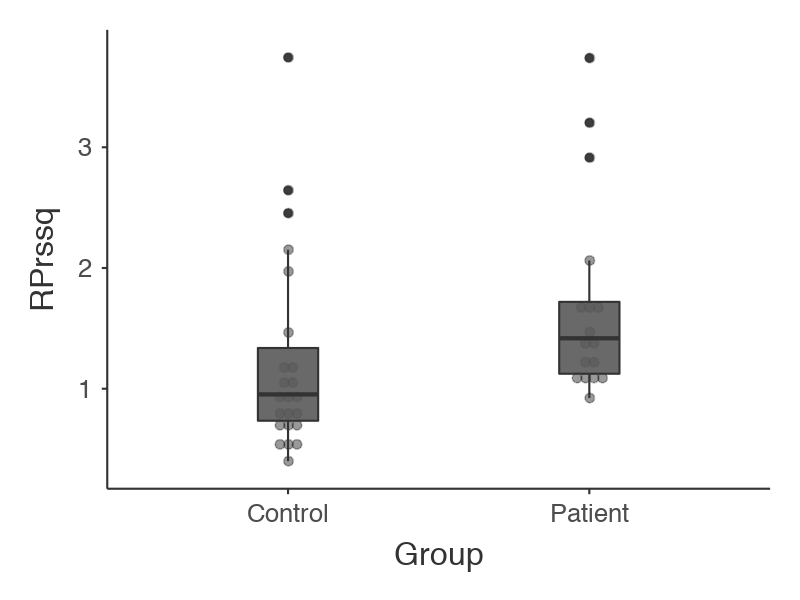 RPrssq
3
2
1
Control Patient
Group